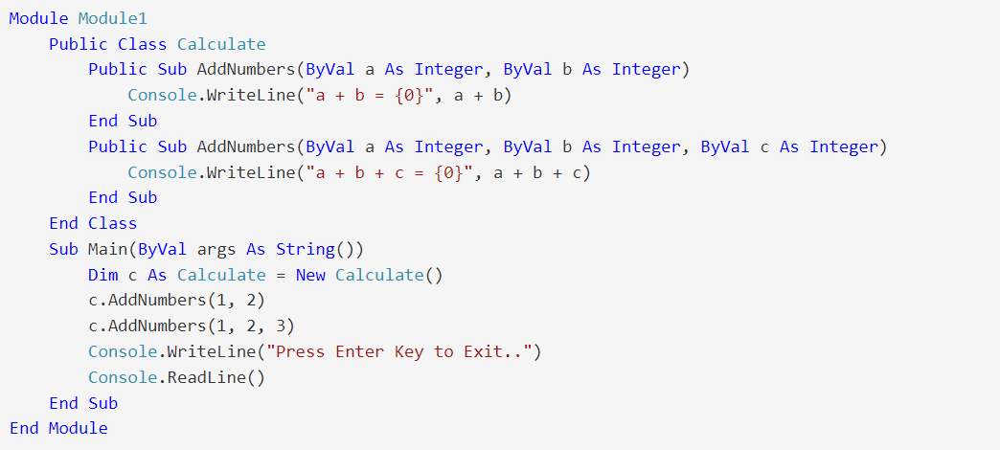 Module Module1
    Public Class Calculate
        Public Sub AddNumbers(ByVal a As Integer, ByVal b As Integer)
            Console.WriteLine("a + b = {0}", a + b)
        End Sub
        Public Sub AddNumbers(ByVal a As Integer, ByVal b As Integer, ByVal c As Integer)
            Console.WriteLine("a + b + c = {0}", a + b + c)
        End Sub
    End Class
    Sub Main(ByVal args As String())
        Dim c As Calculate = New Calculate()
        c.AddNumbers(1, 2)
        c.AddNumbers(1, 2, 3)
        Console.WriteLine("Press Enter Key to Exit..")
        Console.ReadLine()
    End Sub
End Module